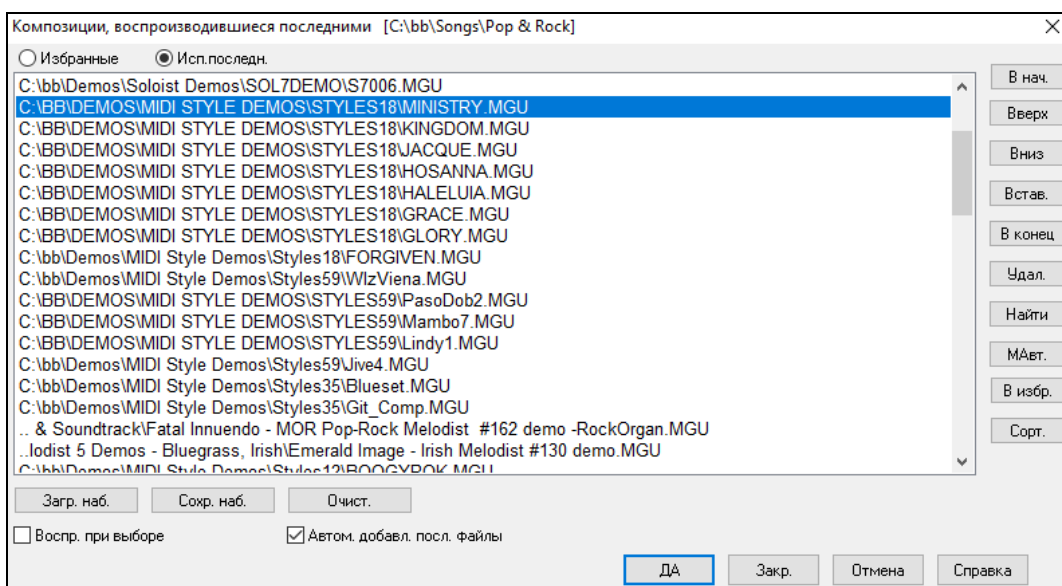 Композиции, воспроизводившиеся последними [C:\bb\Songs\Pop & Rock]
Избранные Исп.последн.
C:\bb\Demos\Soloist Demos\SOL7DEMO\S7006.MGU
C:\BB\DEMOS\MIDI STYLE DEMOS\STYLES18\MINISTRY.MGU
C:\BB\DEMOS\MIDI STYLE DEMOS\STYLES18\KINGDOM.MGU
C:\BB\DEMOS\MIDI STYLE DEMOS\STYLES18\JACQUE.MGU
C:\BB\DEMOS\MIDI STYLE DEMOS\STYLES18\HOSANNA.MGU
C:\BB\DEMOS\MIDI STYLE DEMOS\STYLES18\HALELUIA.MGU
C:\BB\DEMOS\MIDI STYLE DEMOS\STYLES18\GRACE.MGU
C:\BB\DEMOS\MIDI STYLE DEMOS\STYLES18\GLORY.MGU
C:\bb\Demos\MIDI Style Demos\Styles18\FORGIVEN.MGU
C:\bb\Demos\MIDI Style Demos\Styles59\WlzViena.MGU
C:\BB\DEMOS\MIDI STYLE DEMOS\STYLES59\PasoDob2.MGU
C:\BB\DEMOS\MIDI STYLE DEMOS\STYLES59\Mambo7.MGU
C:\BB\DEMOS\MIDI STYLE DEMOS\STYLES59\Lindy1.MGU
C:\bb\Demos\MIDI Style Demos\Styles59\Jive4.MGU
C:\bb\Demos\MIDI Style Demos\Styles35\Blueset.MGU
C:\bb\Demos\MIDI Style Demos\Styles35\Git_Comp.MGU
.. & Soundtrack\Fatal Innuendo - MOR Pop-Rock Melodist #162 demo -RockOrgan.MGU
..lodist 5 Demos - Bluegrass, Irish\Emerald Image - Irish Melodist #130 demo.MGU
C:\bb\Demos\MIDI Style Demos\Styles12\BOOGYROK.MGU
В нач.
Вверх
Вниз
Встав.
В конец
Удал.
Найти
МАвт.
В избр.
Сорт.
Загр. наб. Сохр. наб. Очист.
Воспр. при выборе Автом. добавл. посл. файлы
ДА Закр. Отмена Справка